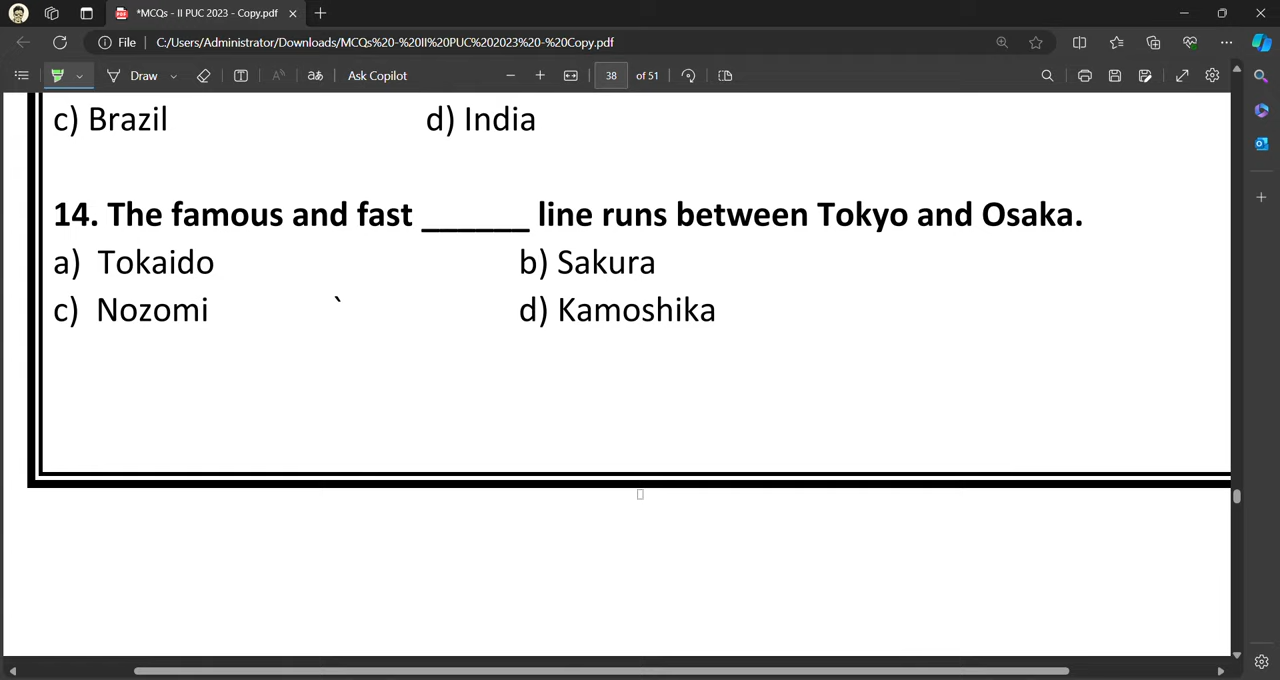 *MCQs - II PUC 2023 - Copy.pdf
File C:/Users/Administrator/Downloads/MCQs%20-%20II%20PUC%202023%20-%20Copy.pdf
Draw Ask Copilot 38 of 51
c) Brazil d) India
14. The famous and fast ______ line runs between Tokyo and Osaka.
a) Tokaido b) Sakura
c) Nozomi ` d) Kamoshika